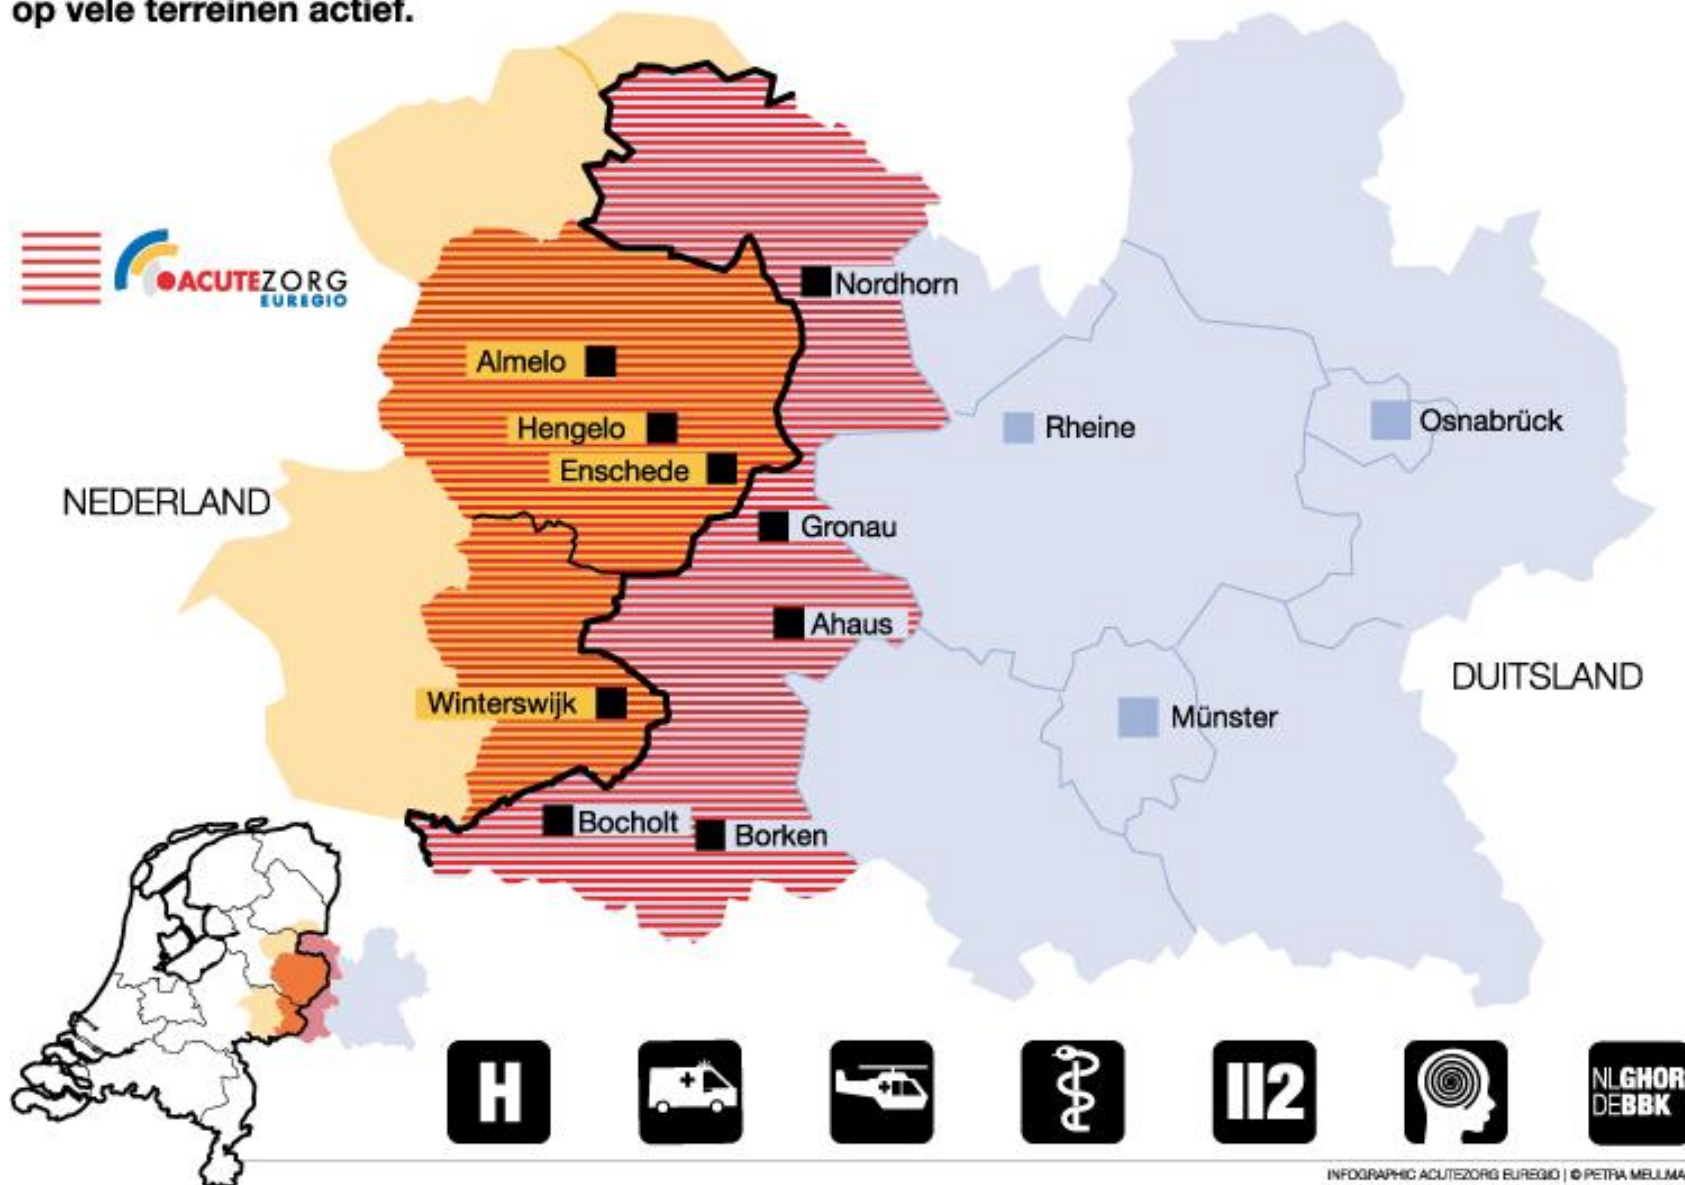 op vele terreinen actief.
ACUTEZORG
EUREGIO
Nordhorn
Almelo
Hengelo
Rheine
Osnabrück
Enschede
NEDERLAND
Gronau
Ahaus
DUITSLAND
Winterswijk
Münster
Bocholt
Borken
H
112
NLGHOR
DEBBK
INFOGRAPHIC ACUTEZORG EUREGIO | © PETRA MEULMA